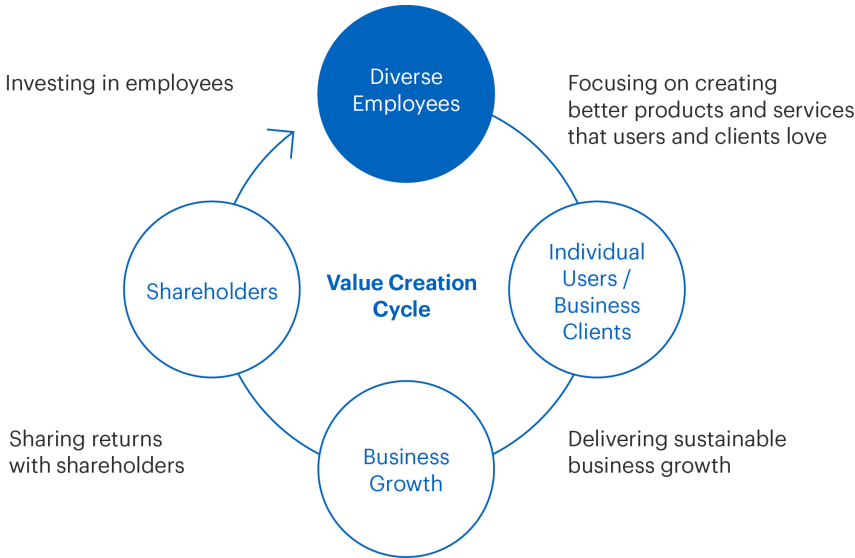 Diverse
Employees
Investing in employees
Focusing on creating
better products and services
that users and clients love
Shareholders
Value Creation
Cycle
Individual
Users /
Business
Clients
Sharing returns
with shareholders
Business
Growth
Delivering sustainable
business growth